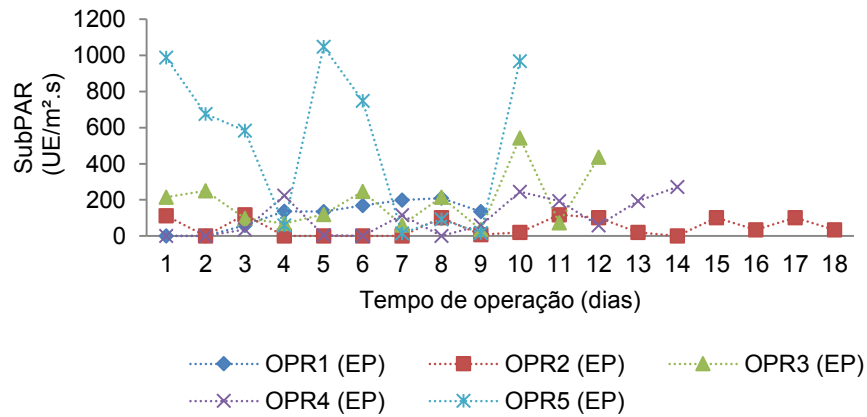 1200
1000
800
600
400
200
0
SubPAR
(UE/m².s)
1 2 3 4 5 6 7 8 9 10 11 12 13 14 15 16 17 18
Tempo de operação (dias)
OPR1 (EP) OPR2 (EP) OPR3 (EP)
OPR4 (EP) OPR5 (EP)